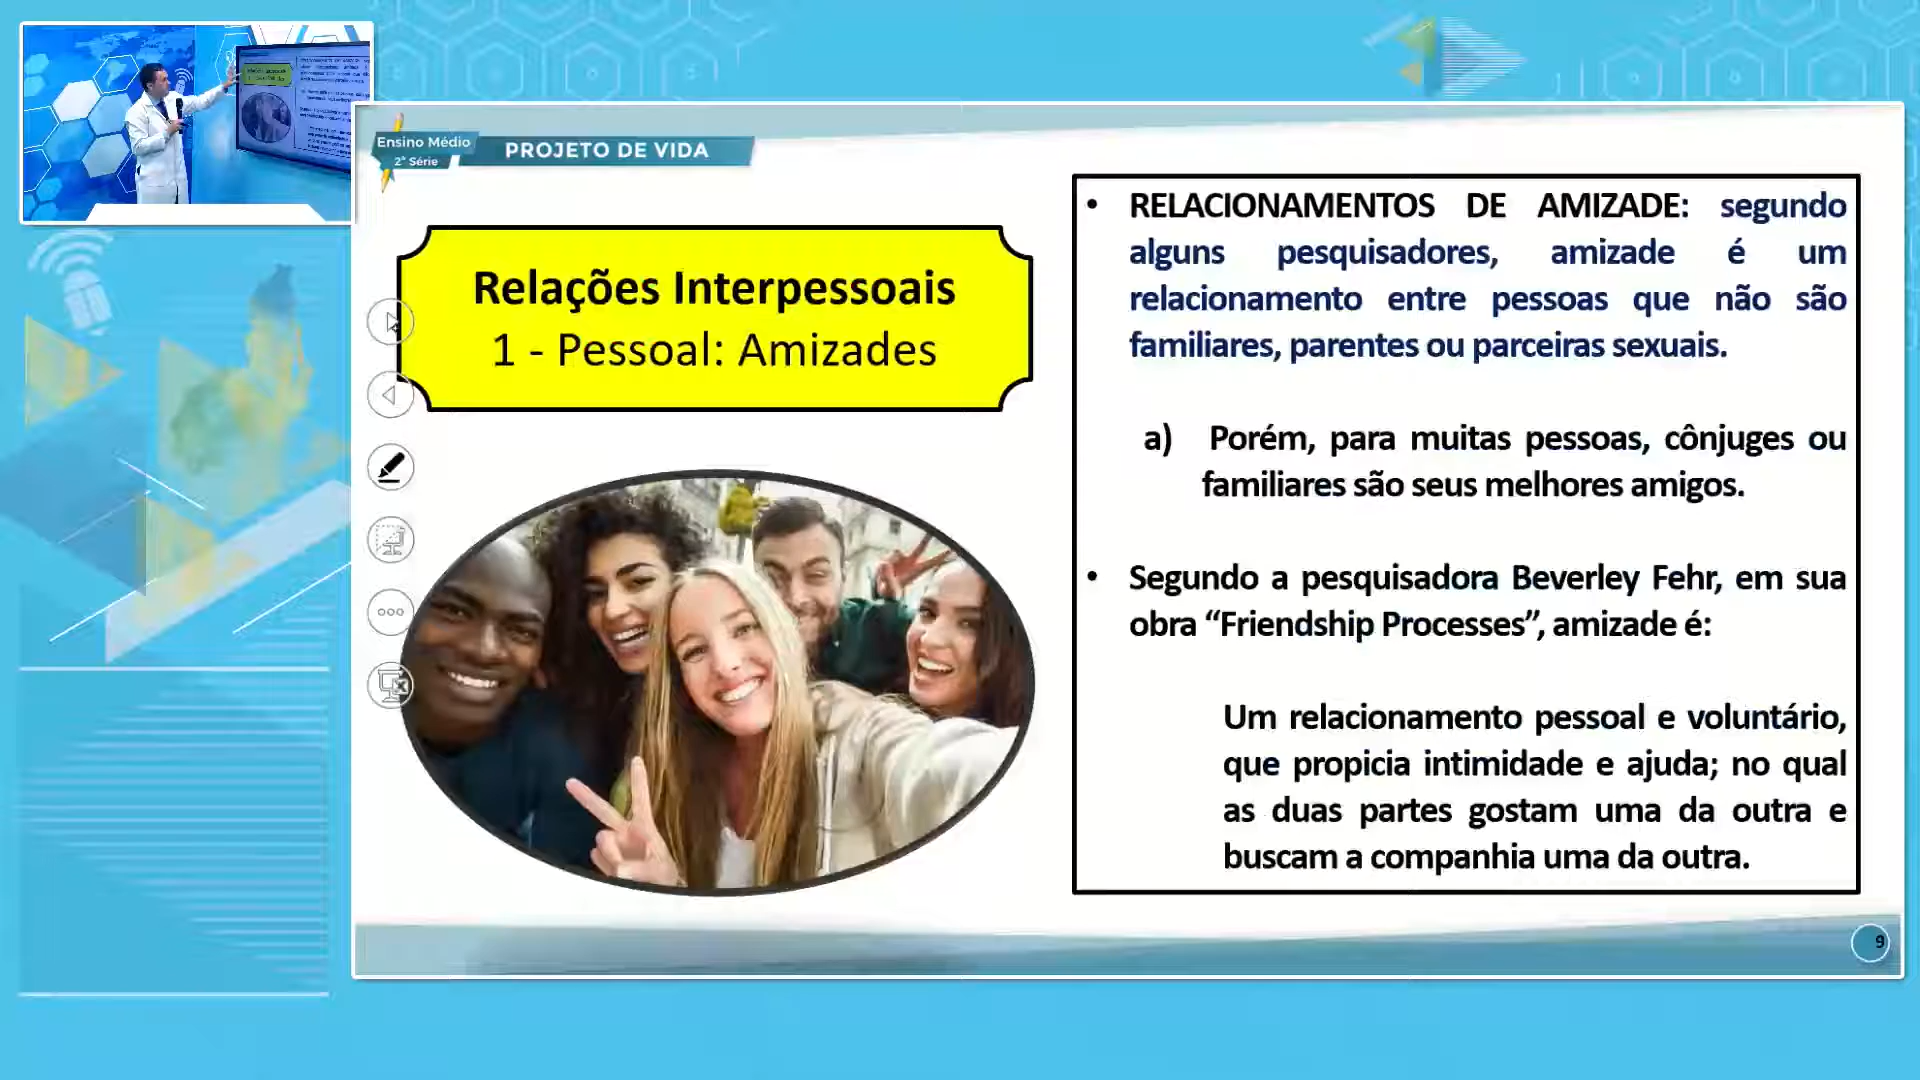 Ensino Médio
2ª Série
PROJETO DE VIDA
Relações Interpessoais
1 - Pessoal: Amizades
• RELACIONAMENTOS DE AMIZADE: segundo
alguns pesquisadores, amizade é um
relacionamento entre pessoas que não são
familiares, parentes ou parceiras sexuais.
a) Porém, para muitas pessoas, cônjuges ou
familiares são seus melhores amigos.
• Segundo a pesquisadora Beverley Fehr, em sua
obra “Friendship Processes”, amizade é:
Um relacionamento pessoal e voluntário,
que propicia intimidade e ajuda; no qual
as duas partes gostam uma da outra e
buscam a companhia uma da outra.
9